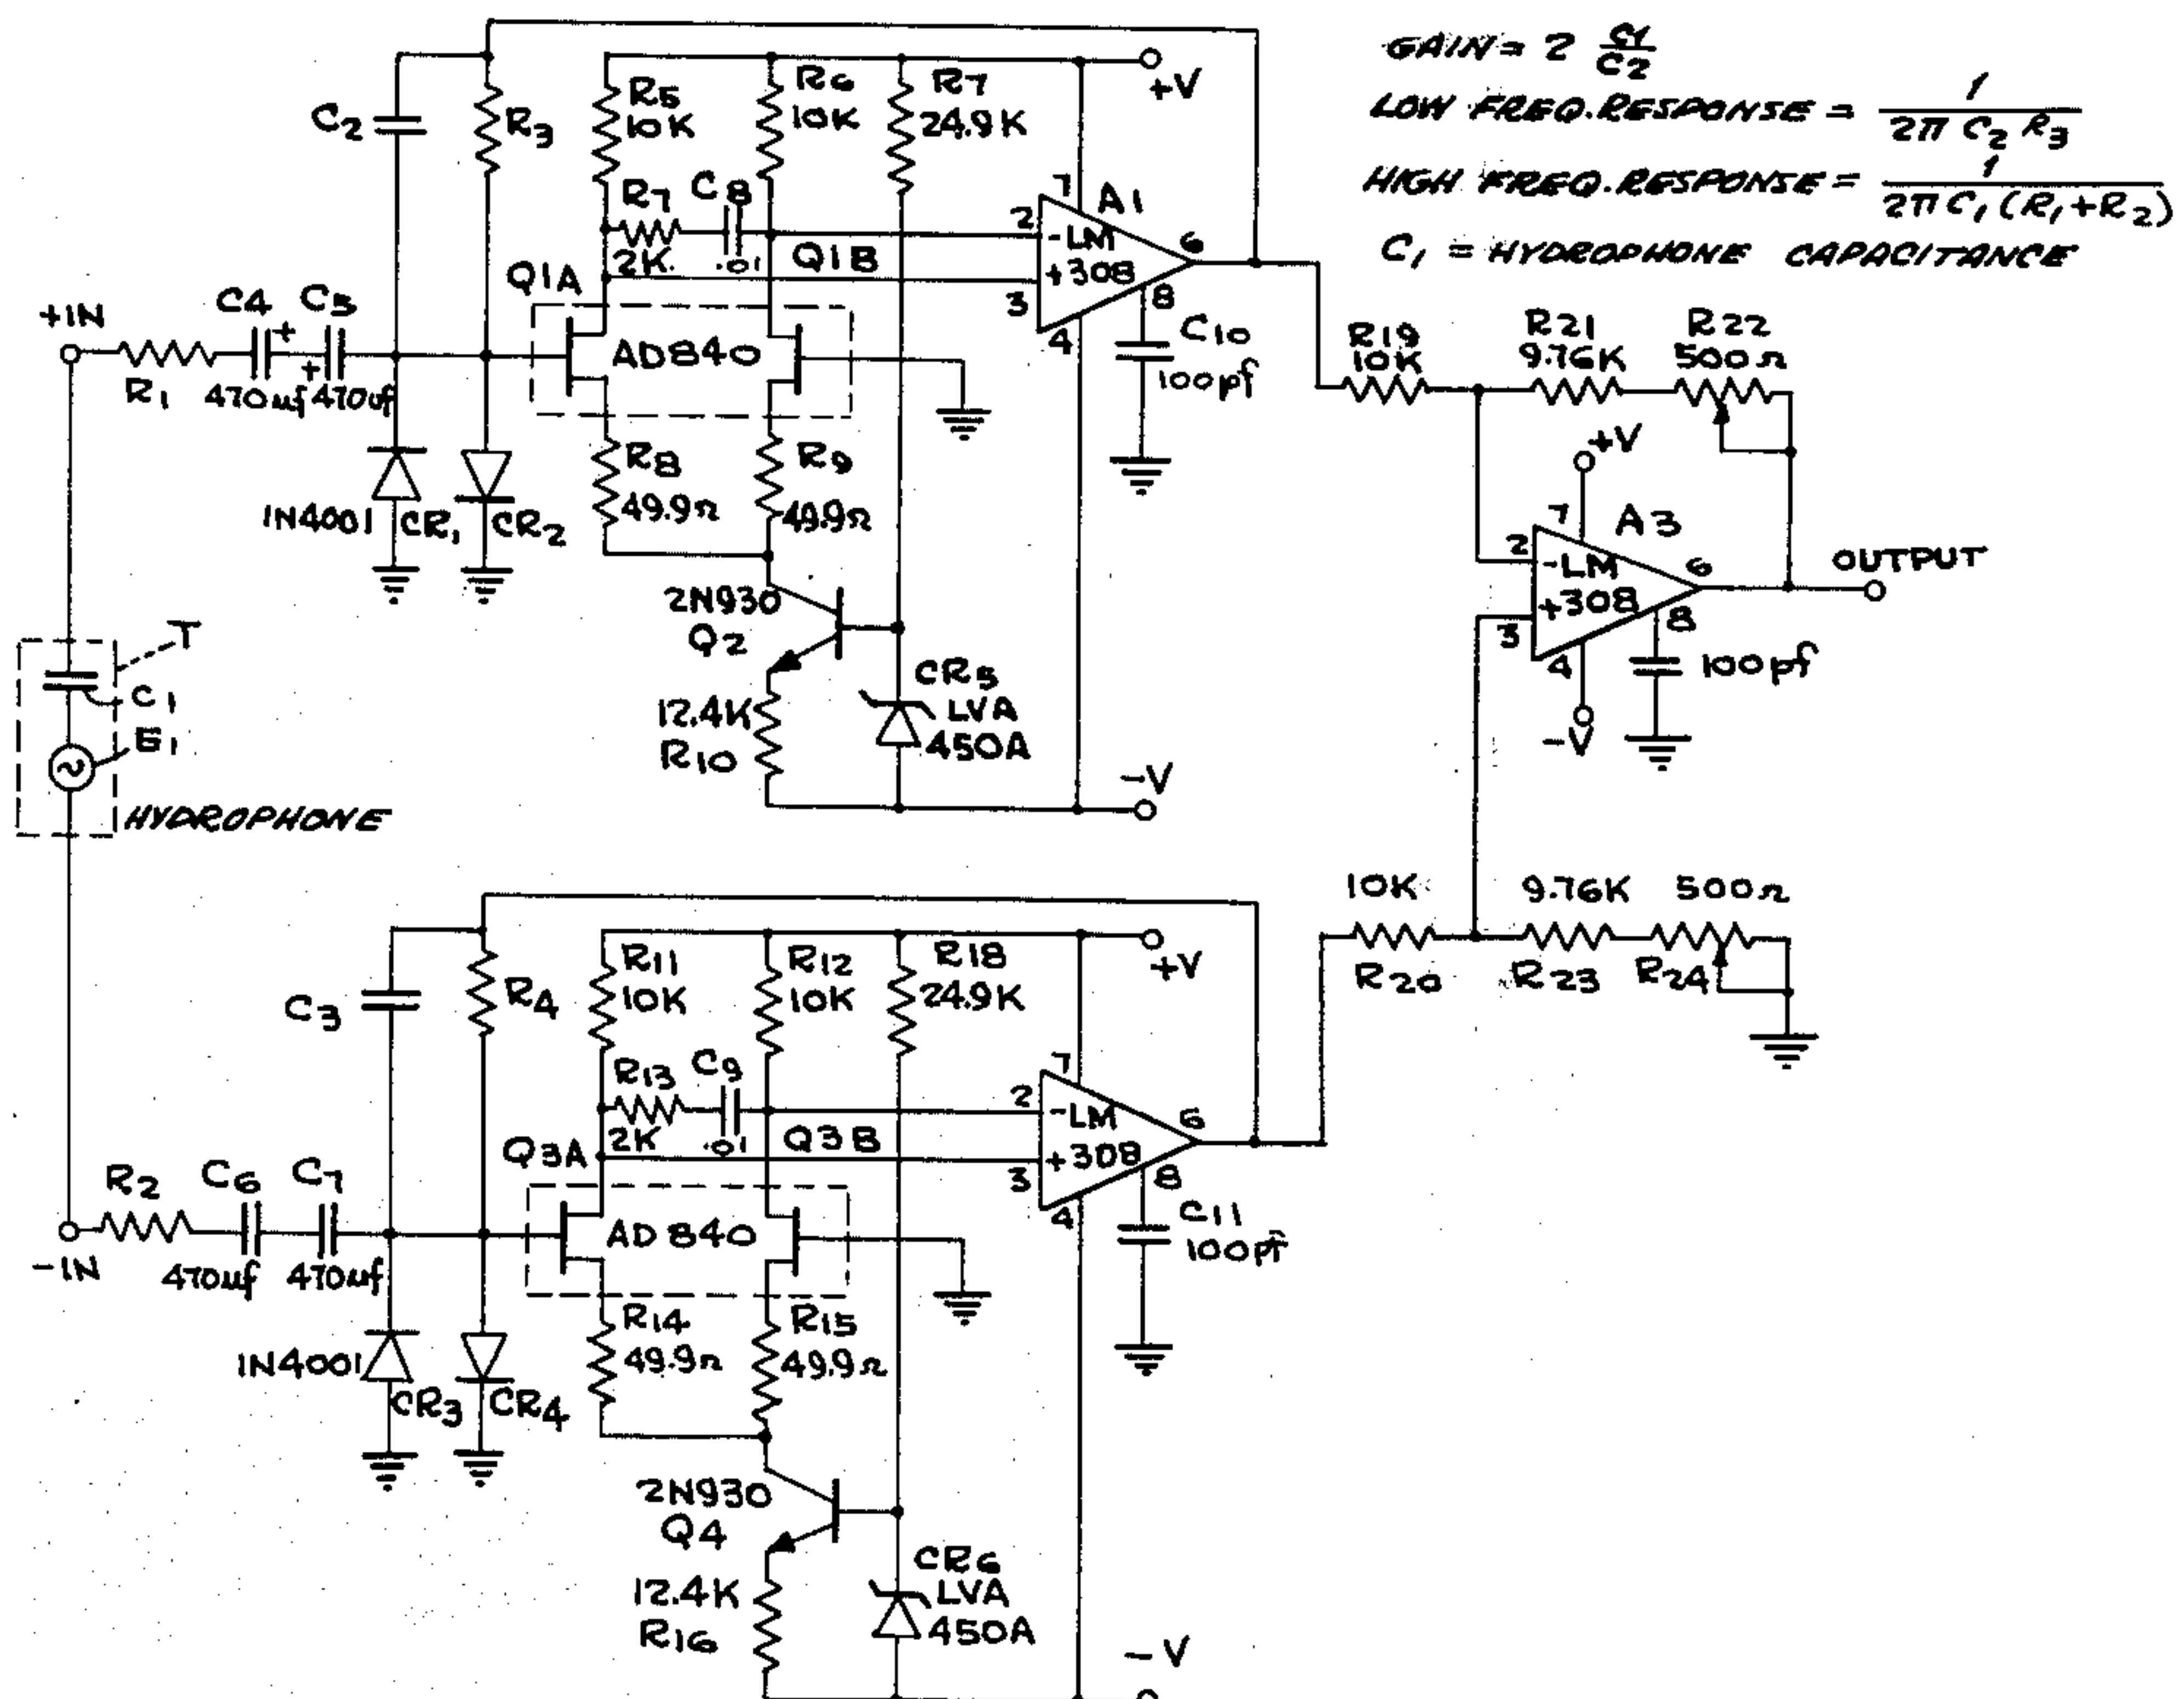 GAIN = 2 C1/C2
LOW FREQ. RESPONSE = 1/2π C2 R3
HIGH FREQ. RESPONSE = 1/2π C1 (R1+R2)
C1 = HYDROPHONE CAPACITANCE
C2
R3
R5
10K
R6
10K
R7
24.9K
+V
R7
2K
C8
.01
Q1A
Q1B
2
3
7
A1
-LM
+308
6
4
8
C10
100pf
+IN
R1
C4
+
470uf
C5
+
470uf
AD840
1N4001
CR1
CR2
R8
49.9Ω
R9
49.9Ω
2N930
Q2
12.4K
R10
CR5
LVA
450A
-V
R19
10K
R21
9.76K
R22
500Ω
+V
7
A3
2
-LM
+308
3
6
8
4
-V
100pf
OUTPUT
T
C1
E1
HYDROPHONE
10K
R20
9.76K
R23
500Ω
R24
C3
R4
R11
10K
R12
10K
R18
24.9K
+V
R13
2K
C9
.01
Q3A
Q3B
2
3
7
-LM
+308
6
4
8
C11
100pf
-IN
R2
C6
470uf
C7
470uf
AD840
1N4001
CR3
CR4
R14
49.9Ω
R15
49.9Ω
2N930
Q4
12.4K
R16
CR6
LVA
450A
-V